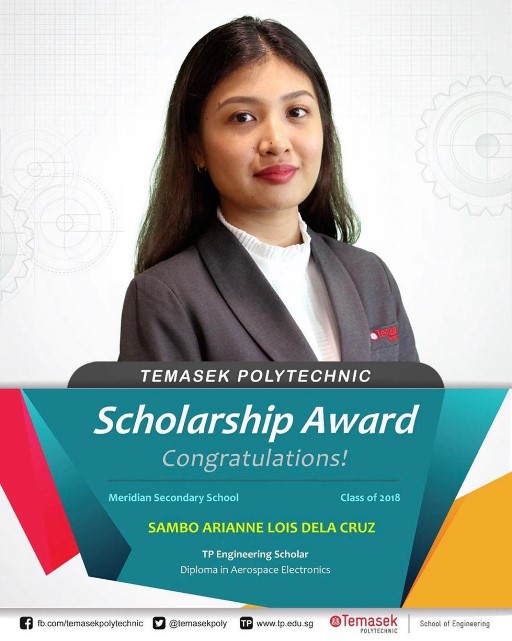 Temasek
TEMASEK POLYTECHNIC
Scholarship Award
Congratulations!
Meridian Secondary School Class of 2018
SAMBO ARIANNE LOIS DELA CRUZ
TP Engineering Scholar
Diploma in Aerospace Electronics
fb.com/temasekpolytechnic @temasekpoly TP www.tp.edu.sg Temasek POLYTECHNIC School of Engineering